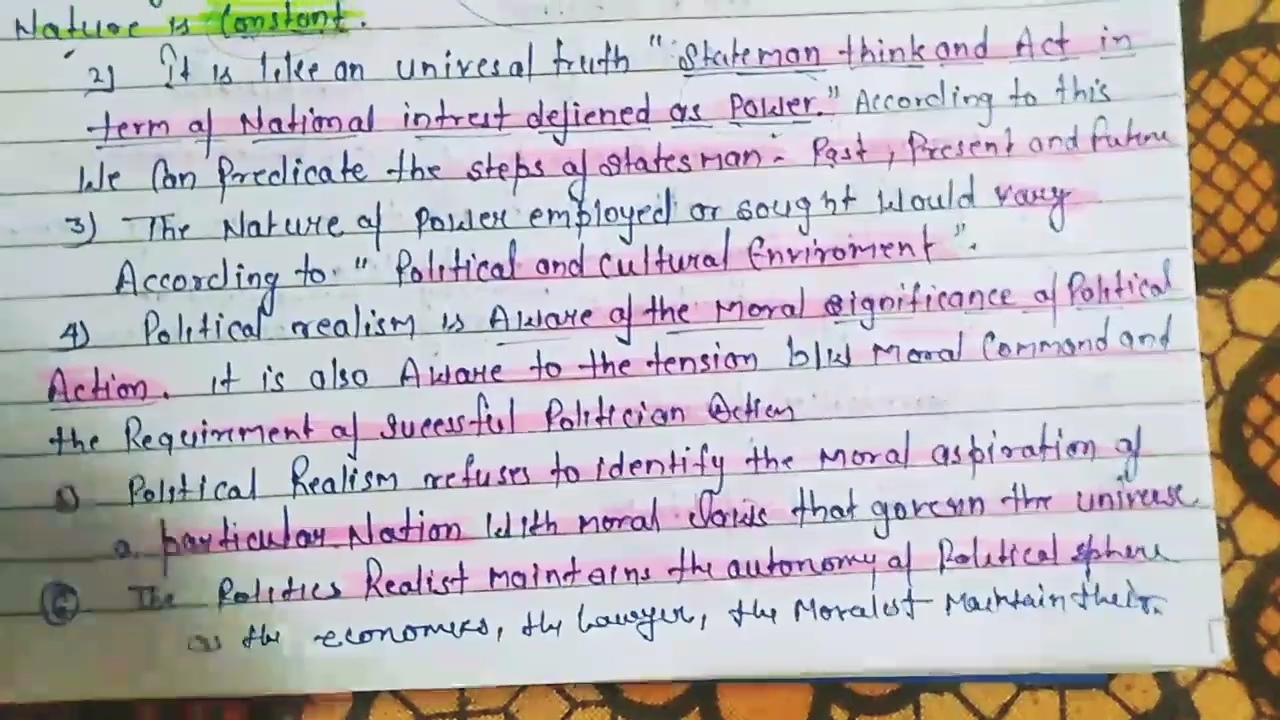 Nature is Constant.
2) It is like an univesal truth "Stateman think and Act in
term of National intrest defiened as Power." According to this
We Can Predicate the steps of statesman - Past, Present and future
3) The Nature of Power employed or sought Would vary
According to "Political and cultural Enviroment".
4) Political realism is Aware of the Moral significance of Political
Action. it is also Aware to the tension b/w Moral Command and
the Requirment of sucessful Politician Action
Political Realism refuses to identify the Moral aspiration of
a particular Nation With moral that govern the universe
6 The Politics Realist maintains the autonomy of Political sphere
as the economics, the Lawyer, the Moralist Maintain their.